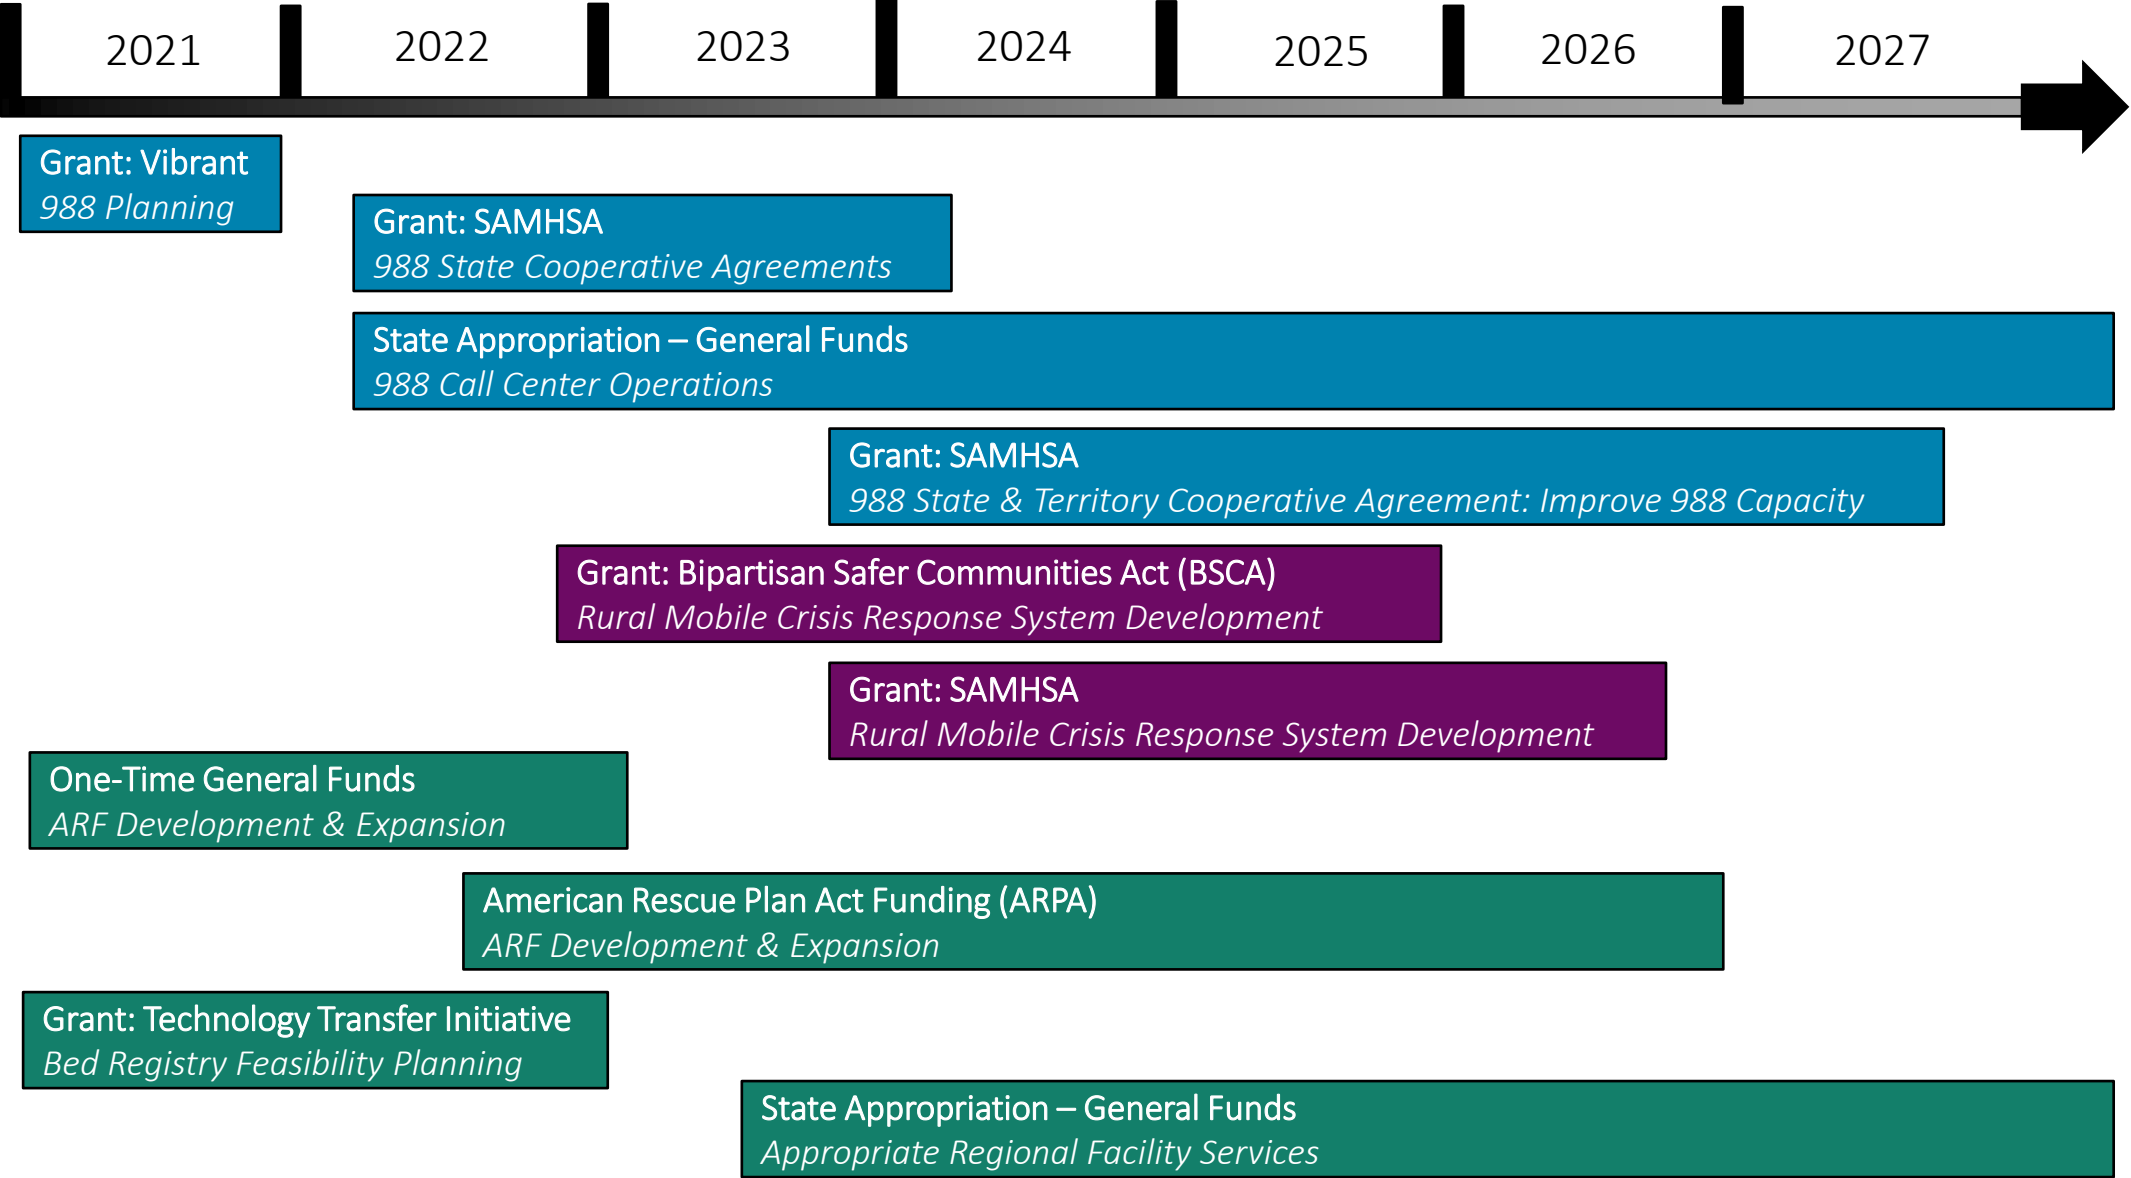 2021
2022
2023
2024
2025
2026
2027
Grant: Vibrant
988 Planning
Grant: SAMHSA
988 State Cooperative Agreements
State Appropriation – General Funds
988 Call Center Operations
Grant: SAMHSA
988 State & Territory Cooperative Agreement: Improve 988 Capacity
Grant: Bipartisan Safer Communities Act (BSCA)
Rural Mobile Crisis Response System Development
Grant: SAMHSA
Rural Mobile Crisis Response System Development
One-Time General Funds
ARF Development & Expansion
American Rescue Plan Act Funding (ARPA)
ARF Development & Expansion
Grant: Technology Transfer Initiative
Bed Registry Feasibility Planning
State Appropriation – General Funds
Appropriate Regional Facility Services